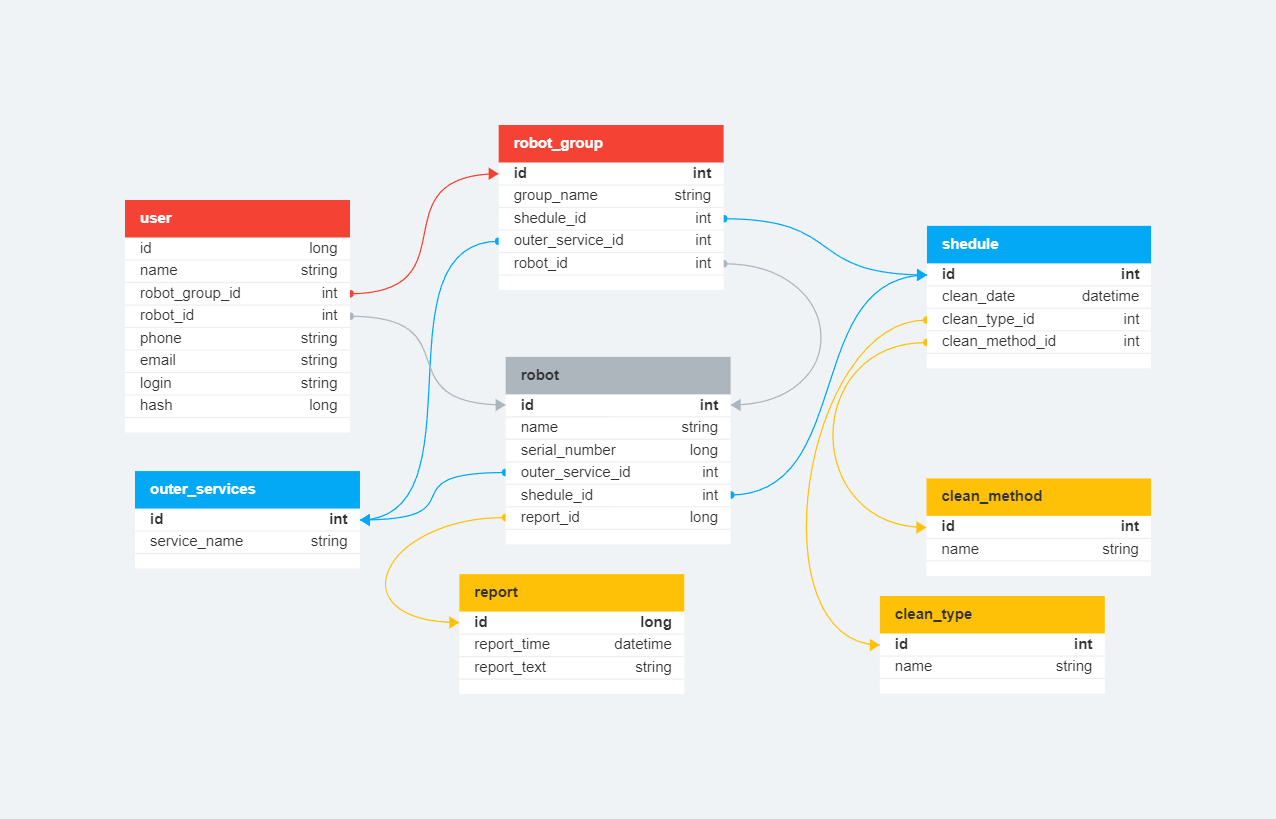 robot_group
id int
group_name string
shedule_id int
outer_service_id int
robot_id int
user
id long
name string
robot_group_id int
robot_id int
phone string
email string
login string
hash long
shedule
id int
clean_date datetime
clean_type_id int
clean_method_id int
robot
id int
name string
serial_number long
outer_service_id int
shedule_id int
report_id long
outer_services
id int
service_name string
clean_method
id int
name string
report
id long
report_time datetime
report_text string
clean_type
id int
name string